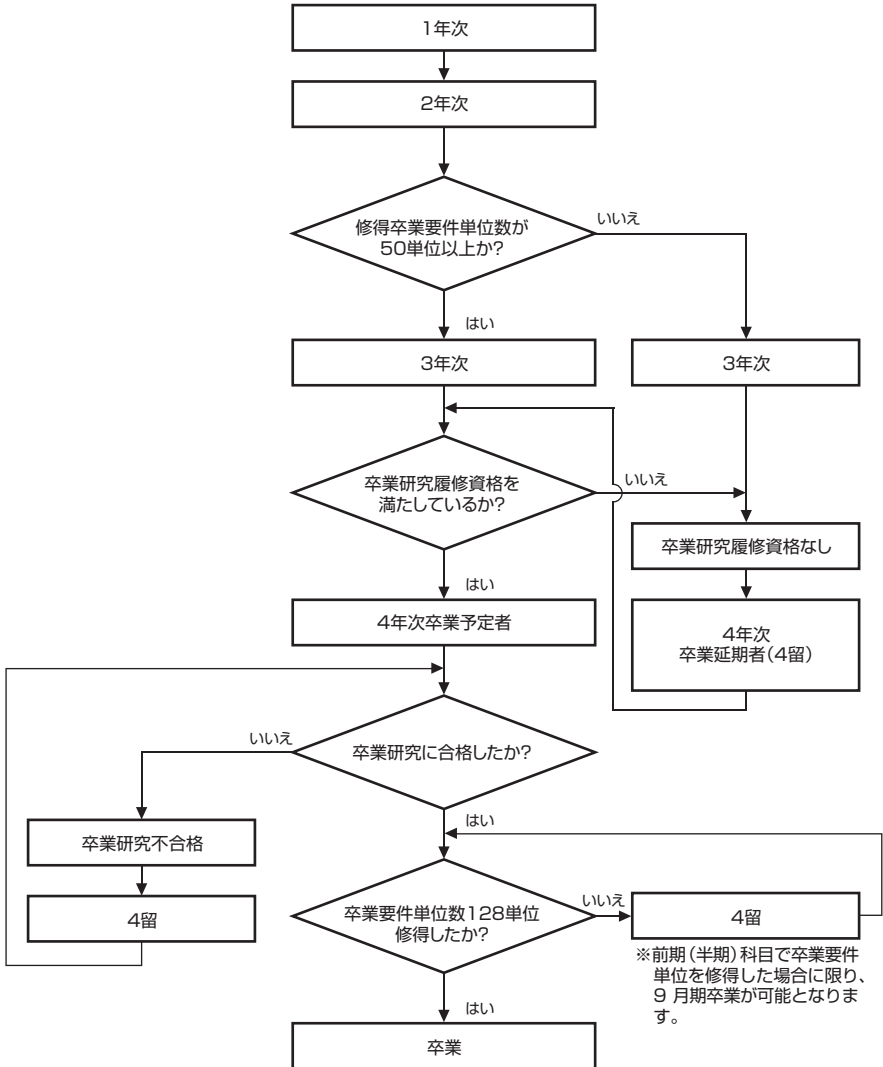 1年次
2年次
修得卒業要件単位数が
50単位以上か?
いいえ
はい
3年次
3年次
卒業研究履修資格を
満たしているか?
いいえ
卒業研究履修資格なし
はい
4年次卒業予定者
4年次
卒業延期者(4留)
いいえ
卒業研究に合格したか?
はい
卒業研究不合格
4留
卒業要件単位数128単位
修得したか?
いいえ
4留
※前期(半期)科目で卒業要件
単位を修得した場合に限り、
9 月期卒業が可能となりま
す。
はい
卒業